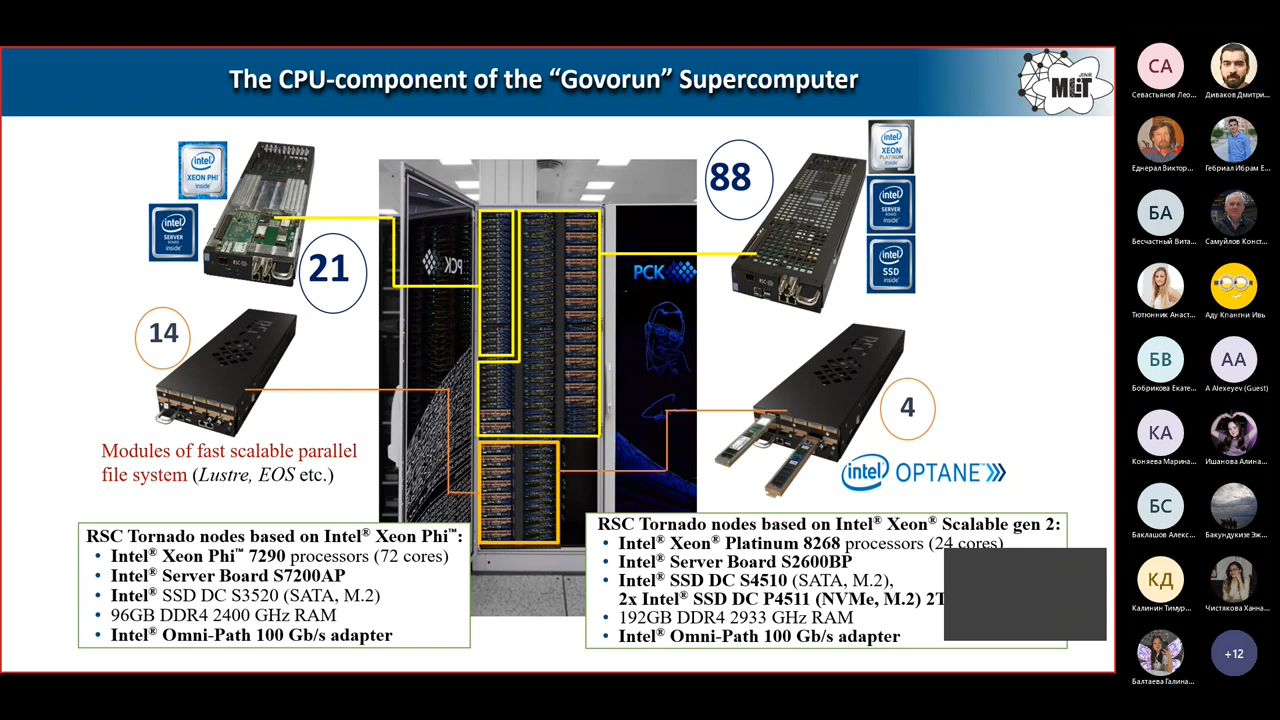 The CPU-component of the “Govorun” Supercomputer
JINR
MLIT
intel
XEON PHI
inside
intel
SERVER
BOARD
inside
21
14
88
intel
XEON
PLATINUM
inside
intel
SERVER
BOARD
inside
intel
SSD
inside
РСК
4
intel OPTANE
Modules of fast scalable parallel
file system (Lustre, EOS etc.)
RSC Tornado nodes based on Intel® Xeon Phi™:
• Intel® Xeon Phi™ 7290 processors (72 cores)
• Intel® Server Board S7200AP
• Intel® SSD DC S3520 (SATA, M.2)
• 96GB DDR4 2400 GHz RAM
• Intel® Omni-Path 100 Gb/s adapter
RSC Tornado nodes based on Intel® Xeon® Scalable gen 2:
• Intel® Xeon® Platinum 8268 processors (24 cores)
• Intel® Server Board S2600BP
• Intel® SSD DC S4510 (SATA, M.2),
2x Intel® SSD DC P4511 (NVMe, M.2) 2T
• 192GB DDR4 2933 GHz RAM
• Intel® Omni-Path 100 Gb/s adapter
СА
Севастьянов Лео...
Диваков Дмитри...
Еднерал Виктор...
Гебриал Ибрам Е...
БА
Бесчастный Вита...
Самуйлов Конст...
Тютюнник Анаст...
Аду Кпангни Ивь
БВ
Бобрикова Екате...
АА
A Alexeyev (Guest)
КА
Коняева Марина...
Ишанова Алина...
БС
Баклашов Алекс...
Бакундукизе Эж...
КД
Калинин Тимур...
Чистякова Ханна...
Балтаева Галина...
+12